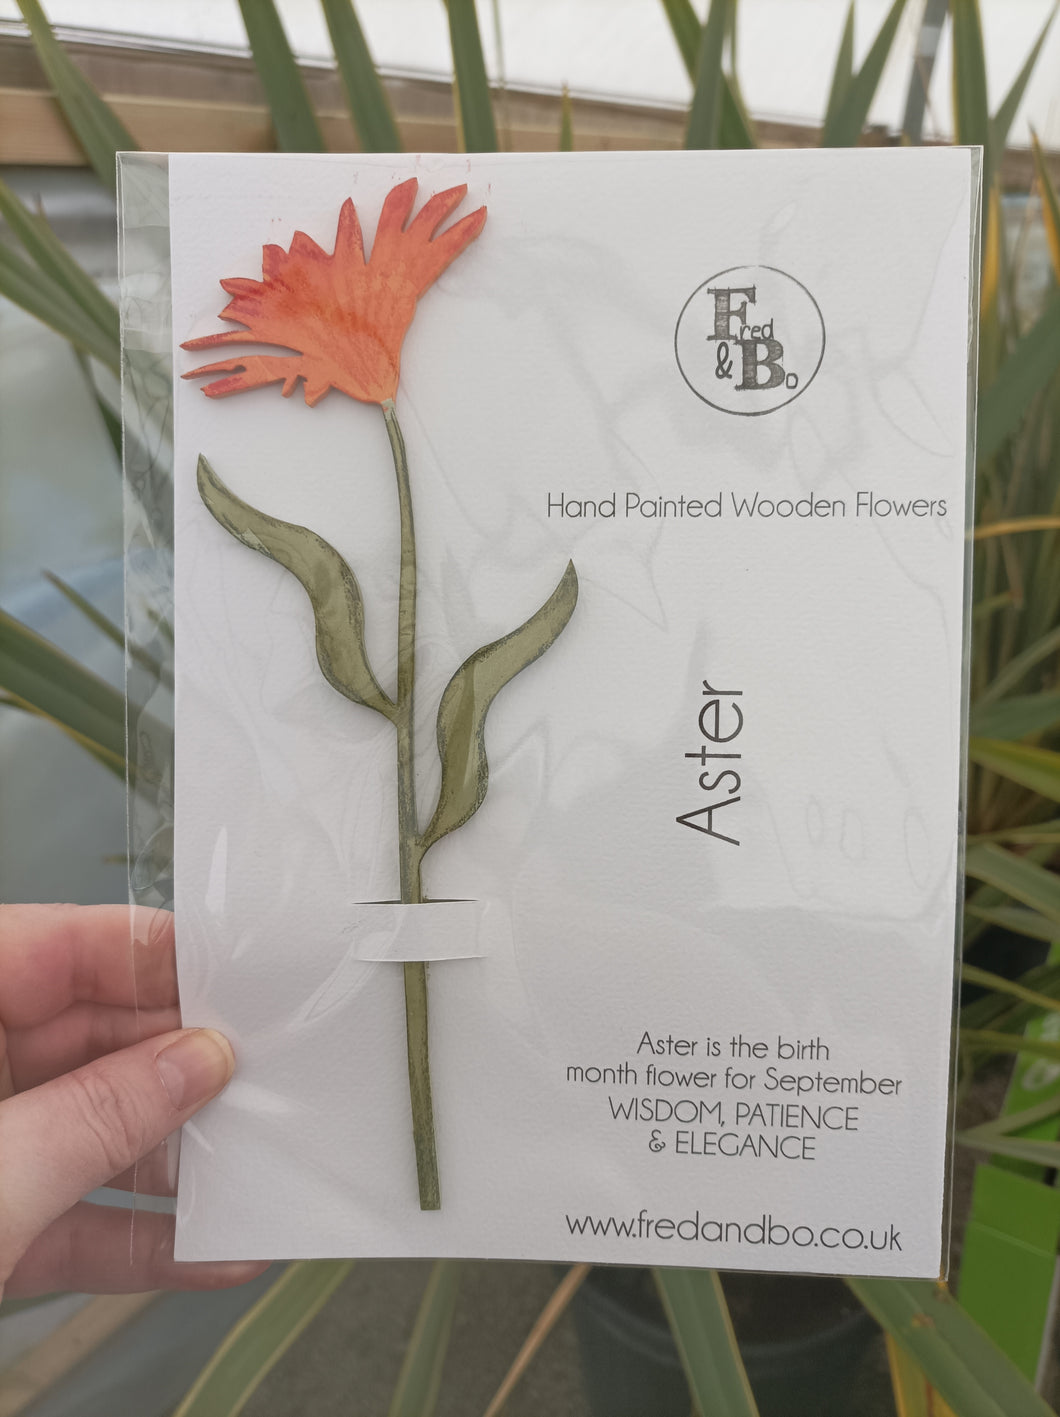 Fred
& Bo
Hand Painted Wooden Flowers
Aster
Aster is the birth
month flower for September
WISDOM, PATIENCE
& ELEGANCE
www.fredandbo.co.uk